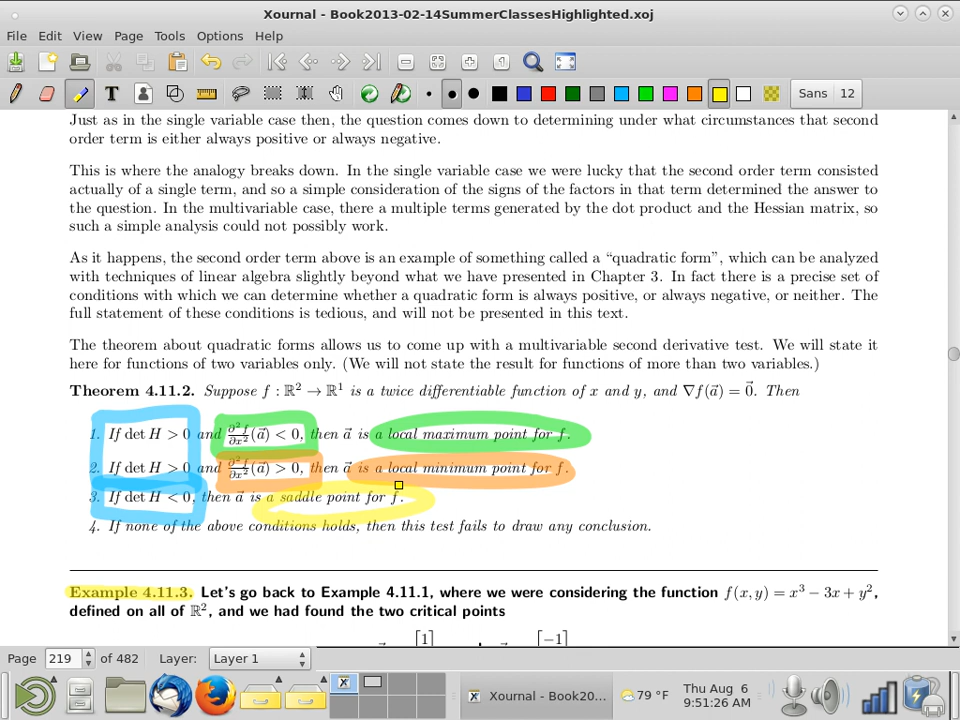 Xournal - Book2013-02-14SummerClassesHighlighted.xoj
File Edit View Page Tools Options Help
T Sans 12
Just as in the single variable case then, the question comes down to determining under what circumstances that second
order term is either always positive or always negative.
This is where the analogy breaks down. In the single variable case we were lucky that the second order term consisted
actually of a single term, and so a simple consideration of the signs of the factors in that term determined the answer to
the question. In the multivariable case, there a multiple terms generated by the dot product and the Hessian matrix, so
such a simple analysis could not possibly work.
As it happens, the second order term above is an example of something called a “quadratic form”, which can be analyzed
with techniques of linear algebra slightly beyond what we have presented in Chapter 3. In fact there is a precise set of
conditions with which we can determine whether a quadratic form is always positive, or always negative, or neither. The
full statement of these conditions is tedious, and will not be presented in this text.
The theorem about quadratic forms allows us to come up with a multivariable second derivative test. We will state it
here for functions of two variables only. (We will not state the result for functions of more than two variables.)
Theorem 4.11.2. Suppose f : ℝ² → ℝ¹ is a twice differentiable function of x and y, and ∇f(a⃗) = 0⃗. Then
1. If det H > 0 and ∂²f/∂x²(a⃗) < 0, then a⃗ is a local maximum point for f.
2. If det H > 0 and ∂²f/∂x²(a⃗) > 0, then a⃗ is a local minimum point for f.
3. If det H < 0, then a⃗ is a saddle point for f.
4. If none of the above conditions holds, then this test fails to draw any conclusion.
Example 4.11.3. Let's go back to Example 4.11.1, where we were considering the function f(x, y) = x³ − 3x + y²,
defined on all of ℝ², and we had found the two critical points
[1] [−1]
Page 219 of 482 Layer: Layer 1
Xournal - Book20... 79 °F Thu Aug 6
9:51:26 AM